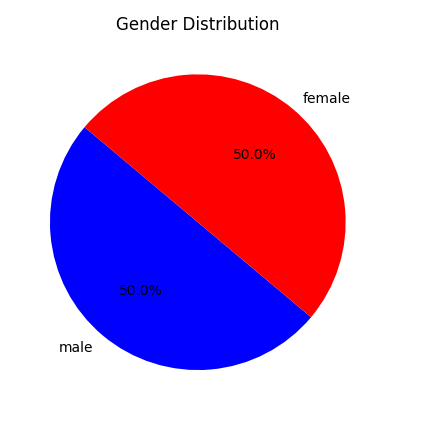 Gender Distribution
female
50.0%
50.0%
male